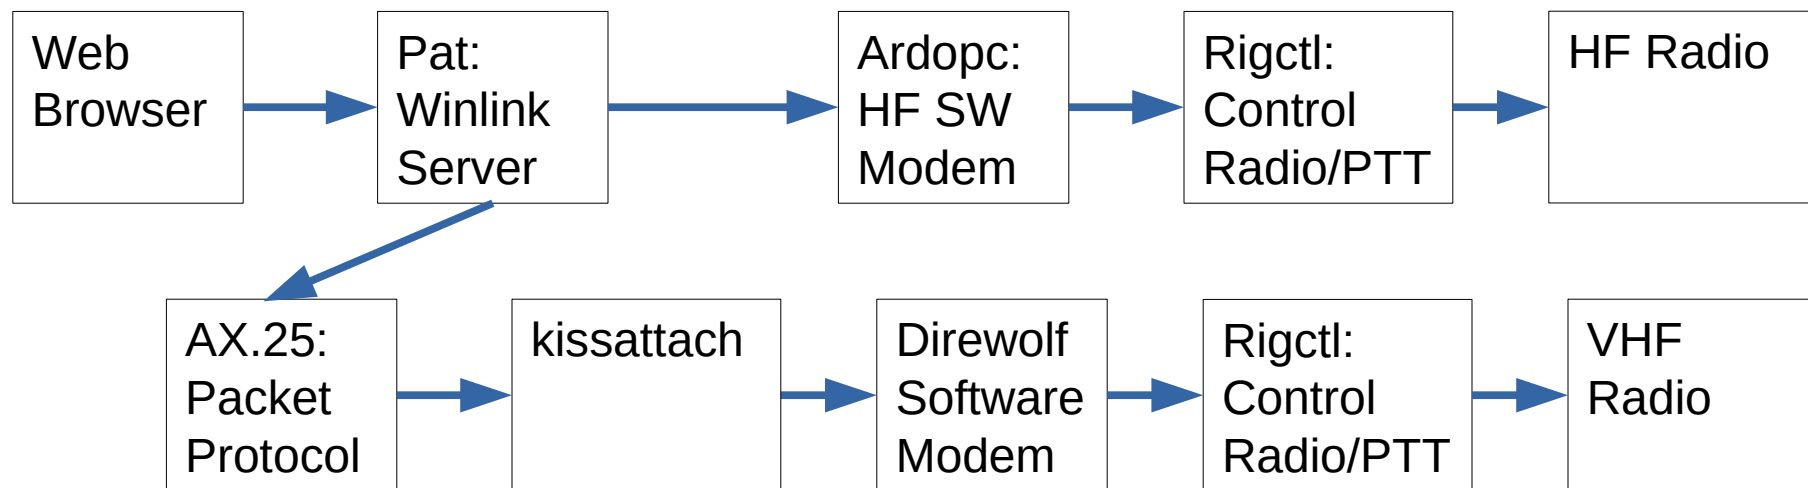 Web
Browser
Pat:
Winlink
Server
Ardopc:
HF SW
Modem
Rigctl:
Control
Radio/PTT
HF Radio
AX.25:
Packet
Protocol
kissattach
Direwolf
Software
Modem
Rigctl:
Control
Radio/PTT
VHF
Radio